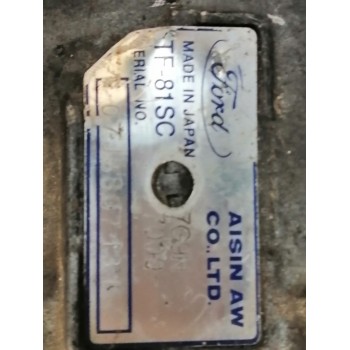 Ford
AISIN AW
CO., LTD.
MADE IN JAPAN
TF-81SC
ERIAL NO.